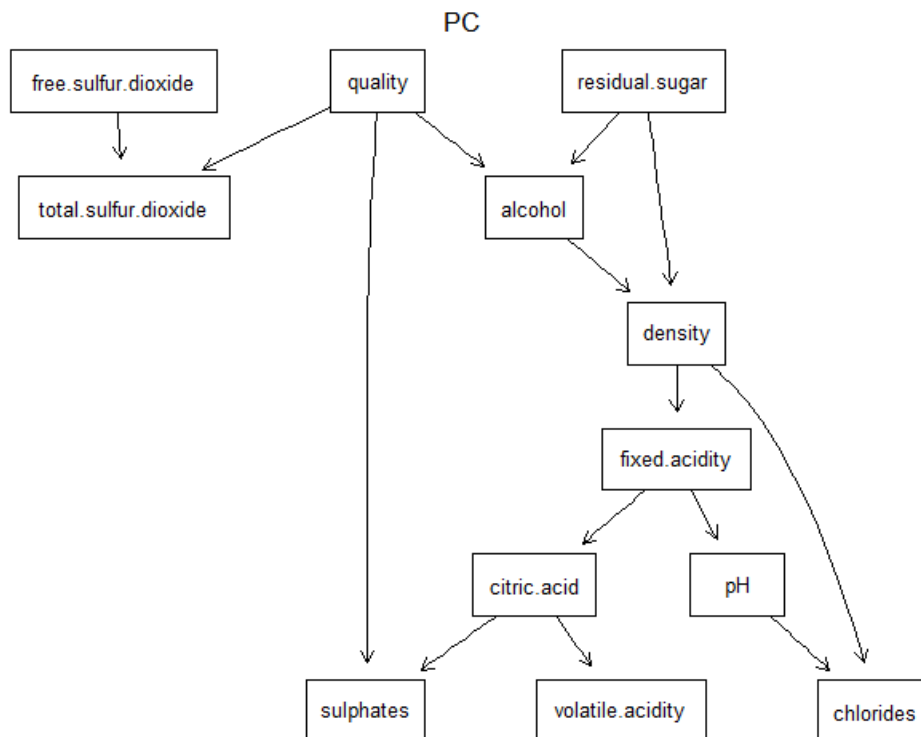 PC
free.sulfur.dioxide
quality
residual.sugar
total.sulfur.dioxide
alcohol
density
fixed.acidity
citric.acid
pH
sulphates
volatile.acidity
chlorides